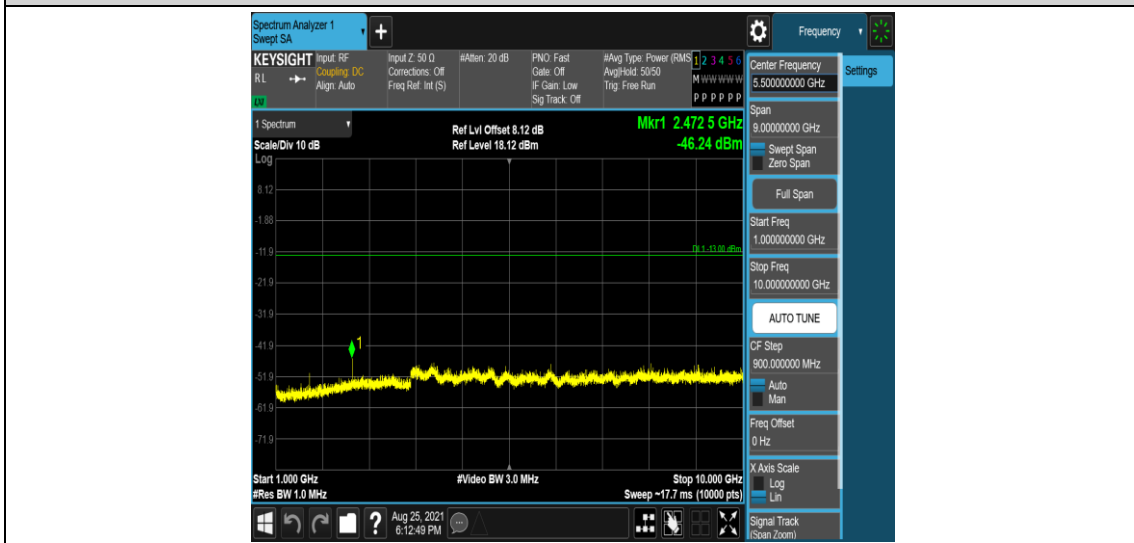 Spectrum Analyzer 1
Swept SA
+
Frequency
KEYSIGHT
RL
LXI
Input: RF
Coupling: DC
Align: Auto
Input Z: 50 Ω
Corrections: Off
Freq Ref: Int (S)
#Atten: 20 dB
PNO: Fast
Gate: Off
IF Gain: Low
Sig Track: Off
#Avg Type: Power (RMS
Avg|Hold: 50/50
Trig: Free Run
1 2 3 4 5 6
M W W W W W
P P P P P P
1 Spectrum
Scale/Div 10 dB
Ref Lvl Offset 8.12 dB
Ref Level 18.12 dBm
Mkr1 2.472 5 GHz
-46.24 dBm
Log
8.12
-1.88
-11.9
DL1 -13.00 dBm
-21.9
-31.9
-41.9
1
-51.9
-61.9
-71.9
Start 1.000 GHz
#Res BW 1.0 MHz
#Video BW 3.0 MHz
Stop 10.000 GHz
Sweep ~17.7 ms (10000 pts)
Center Frequency
5.500000000 GHz
Settings
Span
9.00000000 GHz
Swept Span
Zero Span
Full Span
Start Freq
1.000000000 GHz
Stop Freq
10.000000000 GHz
AUTO TUNE
CF Step
900.000000 MHz
Auto
Man
Freq Offset
0 Hz
X Axis Scale
Log
Lin
Signal Track
(Span Zoom)
?
Aug 25, 2021
6:12:49 PM